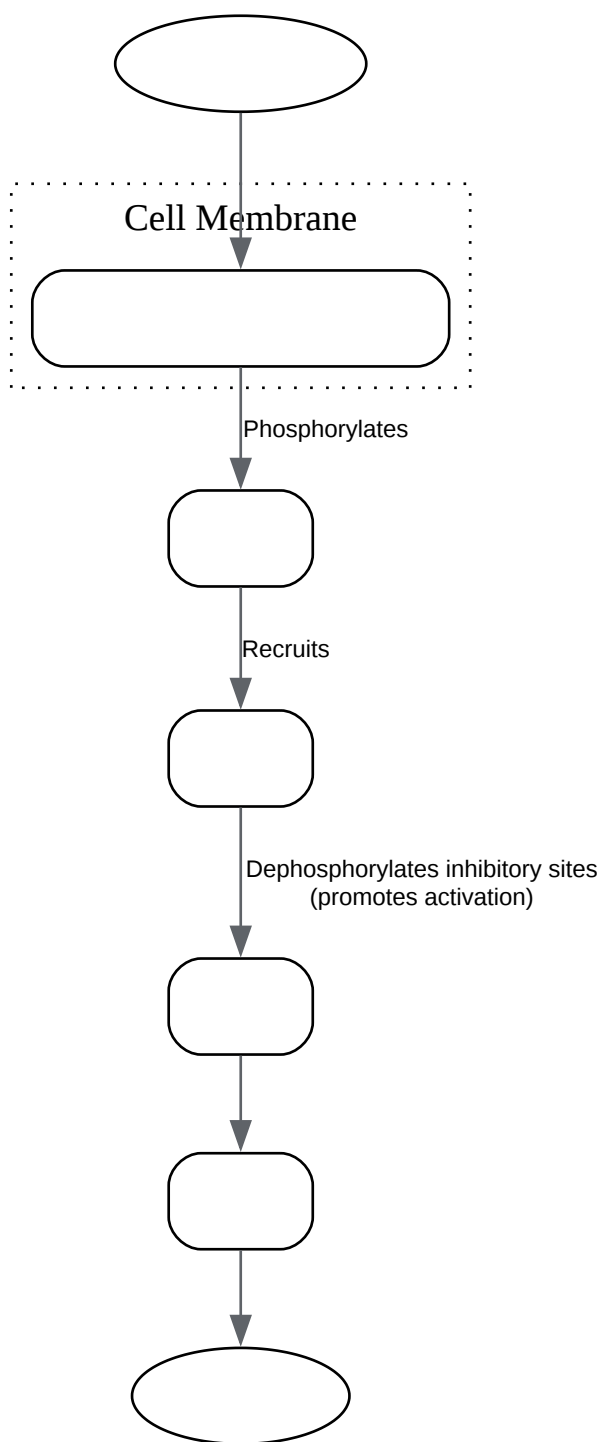 Cell Membrane
Phosphorylates
Recruits
Dephosphorylates inhibitory sites
(promotes activation)